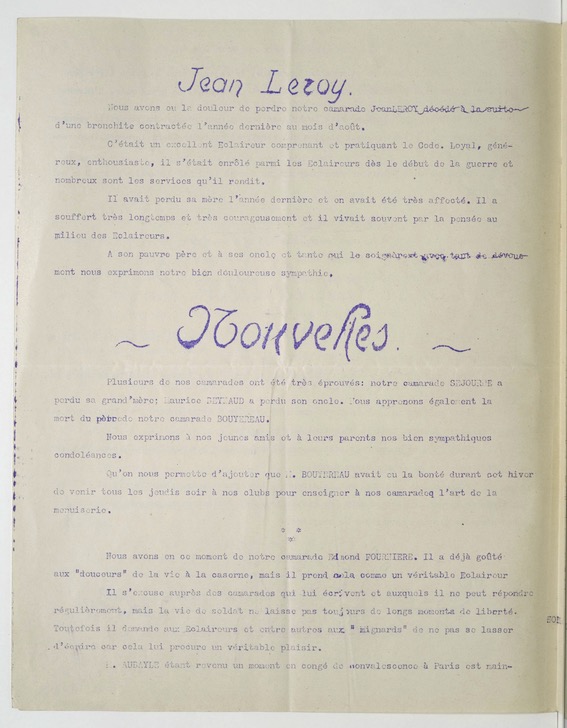 Jean Leroy.
Nous avons eu la douleur de perdre notre camarade JeanLEROY décédé à la suite
d'une bronchite contractée l'année dernière au mois d'août.
C'était un excellent Eclaireur comprenant et pratiquant le Code. Loyal, géné-
reux, enthousiaste, il s'était enrôlé parmi les Eclaireurs dès le début de la guerre et
nombreux sont les services qu'il rendit.
Il avait perdu sa mère l'année dernière et en avait été très affecté. Il a
souffert très longtemps et très courageusement et il vivait souvent par la pensée au
milieu des Eclaireurs.
A son pauvre père et à ses oncle et tante qui le soignèrent avec tant de dévoue-
ment nous exprimons notre bien douloureuse sympathie.
~ Nouvelles. ~
Plusieurs de nos camarades ont été très éprouvés: notre camarade SEJOURNE a
perdu sa grand'mère; Maurice REYNAUD a perdu son oncle. Nous apprenons également la
mort du père de notre camarade BOUYEREAU.
Nous exprimons à nos jeunes amis et à leurs parents nos bien sympathiques
condoléances.
Qu'on nous permette d'ajouter que M. BOUYEREAU avait eu la bonté durant cet hiver
de venir tous les jeudis soir à nos clubs pour enseigner à nos camaradeq l'art de la
menuiserie.
* *
*
Nous avons en ce moment de notre camarade Edmond FOURNIERE. Il a déjà goûté
aux "douceurs" de la vie à la caserne, mais il prend cela comme un véritable Eclaireur
Il s'excuse auprès des camarades qui lui écrivent et auxquels il ne peut répondre
régulièrement, mais la vie de soldat ne laisse pas toujours de longs moments de liberté.
Toutefois il demande aux Eclaireurs et entre autres aux " Mignards" de ne pas se lasser
d'écrire car cela lui procure un véritable plaisir.
M. AUDAYLE étant revenu un moment en congé de convalescence à Paris est main-